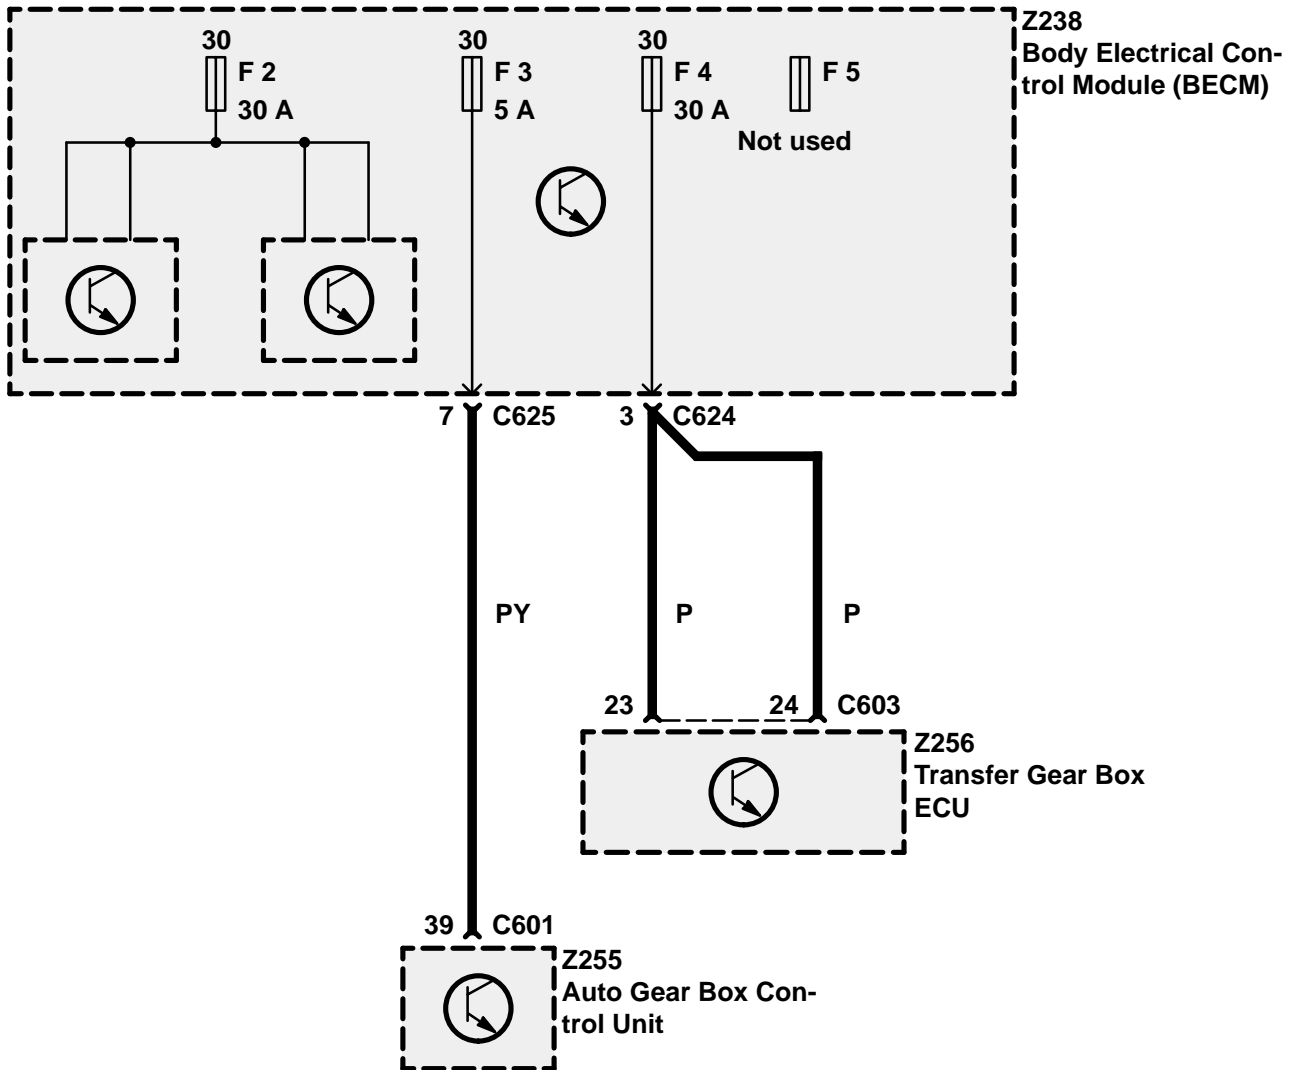 Z238
Body Electrical Con-
trol Module (BECM)
30
F 2
30 A
30
F 3
5 A
30
F 4
30 A
F 5
Not used
7
C625
3
C624
PY
P
P
23
24
C603
Z256
Transfer Gear Box
ECU
39
C601
Z255
Auto Gear Box Con-
trol Unit